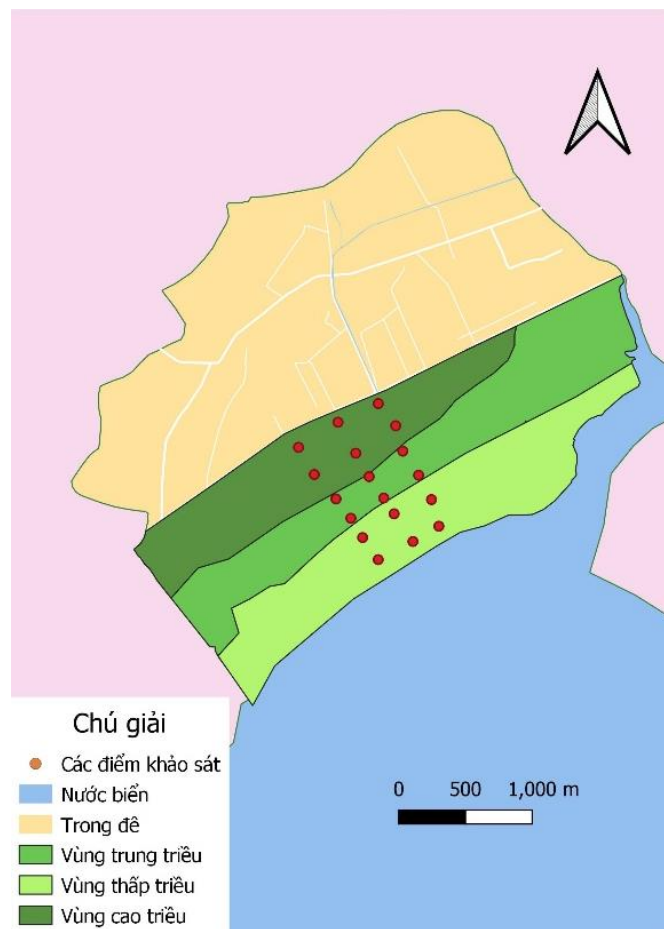 0 500 1,000 m
Chú giải
Các điểm khảo sát
Nước biển
Trong đê
Vùng trung triều
Vùng thấp triều
Vùng cao triều